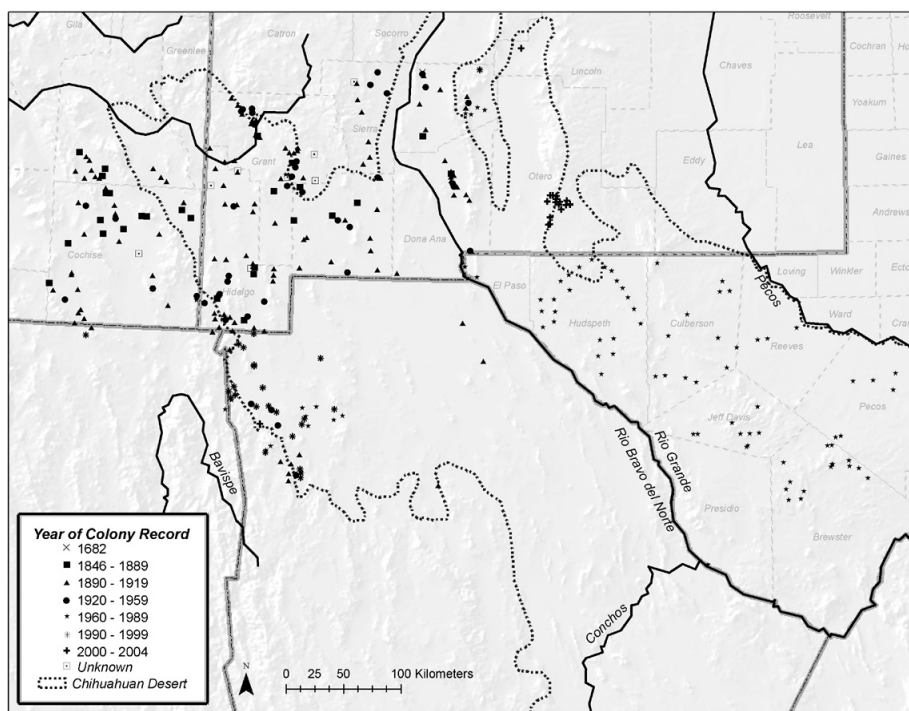 Gila
Greenlee
Catron
Socorro
Lincoln
Roosevelt
Chaves
Cochran
Yoakum
Lea
Gaines
Sierra
Grant
Otero
Eddy
Andrews
Cochise
Dona Ana
Hidalgo
El Paso
Hudspeth
Culberson
Loving
Winkler
Pecos
Ward
Reeves
Jeff Davis
Pecos
Bavispe
Rio Grande
Rio Bravo del Norte
Presidio
Brewster
Conchos
Year of Colony Record
1682
1846 - 1889
1890 - 1919
1920 - 1959
1960 - 1989
1990 - 1999
2000 - 2004
Unknown
Chihuahuan Desert
N
0 25 50 100 Kilometers